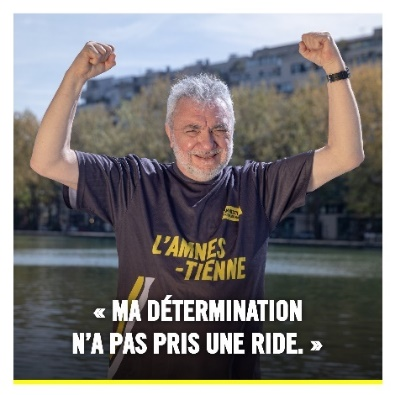 L'AMNES
-TIENNE
« MA DÉTERMINATION
N'A PAS PRIS UNE RIDE. »